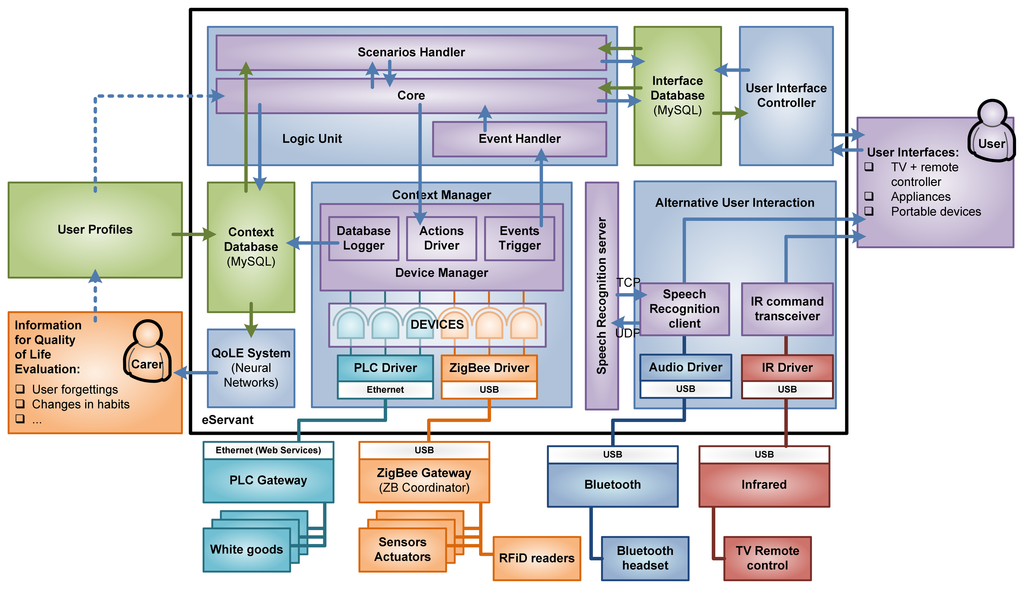 Scenarios Handler
Core
Logic Unit
Event Handler
Interface
Database
(MySQL)
User Interface
Controller
User
User Interfaces:
❑ TV + remote
controller
❑ Appliances
❑ Portable devices
User Profiles
Context
Database
(MySQL)
Context Manager
Database
Logger
Actions
Driver
Events
Trigger
Device Manager
DEVICES
PLC Driver
Ethernet
ZigBee Driver
USB
Speech Recognition server
Alternative User Interaction
TCP
UDP
Speech
Recognition
client
IR command
transceiver
Audio Driver
USB
IR Driver
USB
Information
for Quality
of Life
Evaluation:
❑ User forgettings
❑ Changes in habits
❑ ...
Carer
QoLE System
(Neural
Networks)
eServant
Ethernet (Web Services)
PLC Gateway
White goods
USB
ZigBee Gateway
(ZB Coordinator)
Sensors
Actuators
RFiD readers
USB
Bluetooth
Bluetooth
headset
USB
Infrared
TV Remote
control